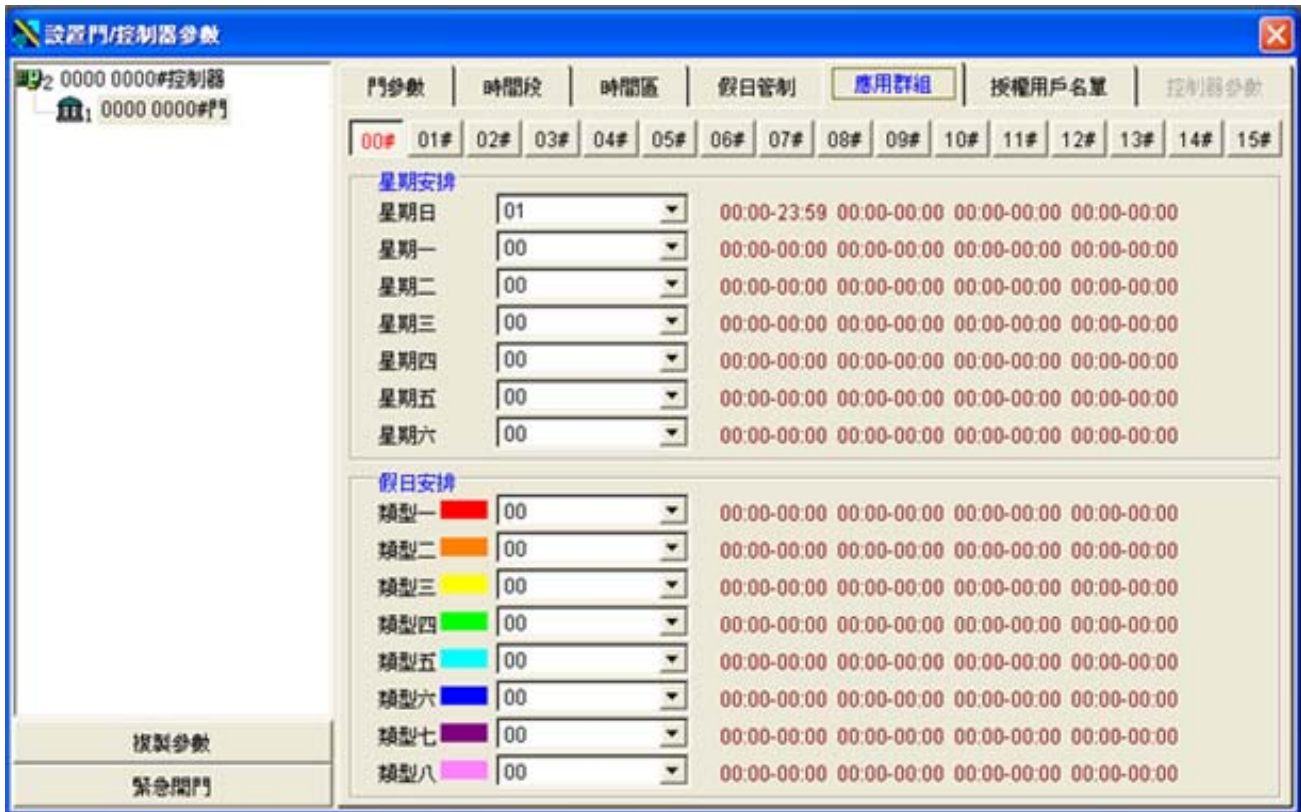 設置門/控制器參數
2 0000 0000#控制器
1 0000 0000#門
門參數 時間段 時間區 假日管制 應用群組 授權用戶名單 控制器參數
00# 01# 02# 03# 04# 05# 06# 07# 08# 09# 10# 11# 12# 13# 14# 15#
星期安排
星期日 01 00:00-23:59 00:00-00:00 00:00-00:00 00:00-00:00
星期一 00 00:00-00:00 00:00-00:00 00:00-00:00 00:00-00:00
星期二 00 00:00-00:00 00:00-00:00 00:00-00:00 00:00-00:00
星期三 00 00:00-00:00 00:00-00:00 00:00-00:00 00:00-00:00
星期四 00 00:00-00:00 00:00-00:00 00:00-00:00 00:00-00:00
星期五 00 00:00-00:00 00:00-00:00 00:00-00:00 00:00-00:00
星期六 00 00:00-00:00 00:00-00:00 00:00-00:00 00:00-00:00
假日安排
類型一 00 00:00-00:00 00:00-00:00 00:00-00:00 00:00-00:00
類型二 00 00:00-00:00 00:00-00:00 00:00-00:00 00:00-00:00
類型三 00 00:00-00:00 00:00-00:00 00:00-00:00 00:00-00:00
類型四 00 00:00-00:00 00:00-00:00 00:00-00:00 00:00-00:00
類型五 00 00:00-00:00 00:00-00:00 00:00-00:00 00:00-00:00
類型六 00 00:00-00:00 00:00-00:00 00:00-00:00 00:00-00:00
類型七 00 00:00-00:00 00:00-00:00 00:00-00:00 00:00-00:00
類型八 00 00:00-00:00 00:00-00:00 00:00-00:00 00:00-00:00
複製參數
緊急開門